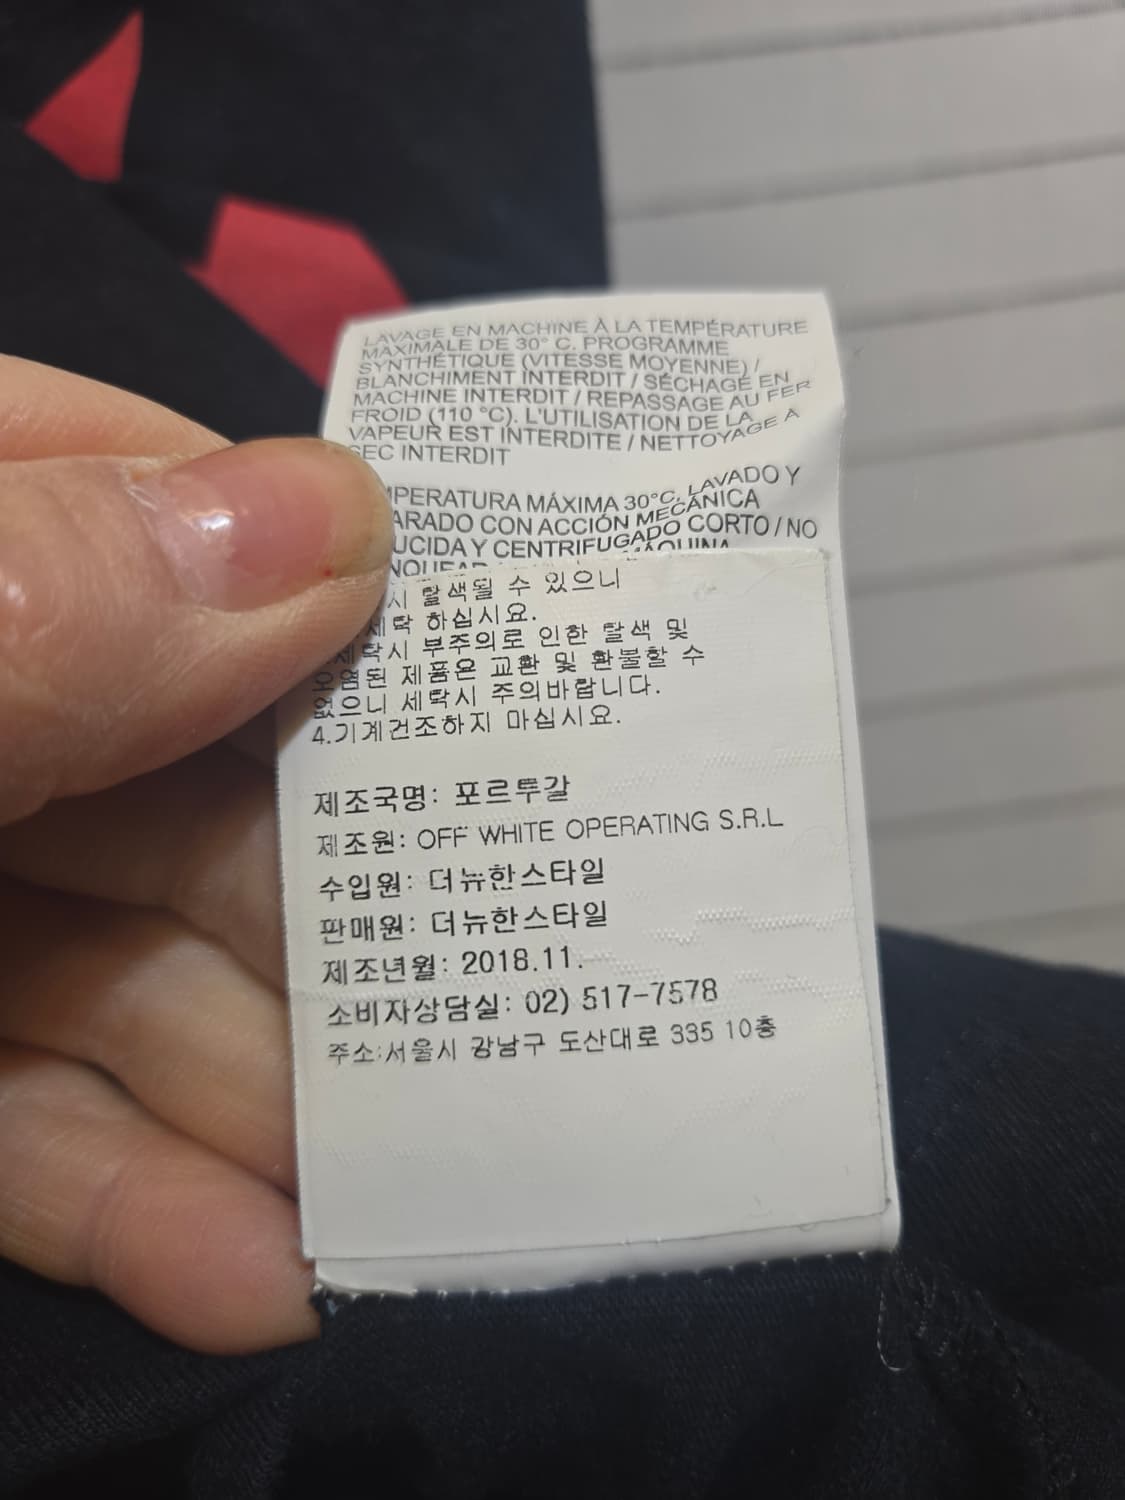 LAVAGE EN MACHINE À LA TEMPÉRATURE
MAXIMALE DE 30° C. PROGRAMME
SYNTHÉTIQUE (VITESSE MOYENNE) /
BLANCHIMENT INTERDIT / SÉCHAGE EN
MACHINE INTERDIT / REPASSAGE AU FER
FROID (110 °C). L'UTILISATION DE LA
VAPEUR EST INTERDITE / NETTOYAGE À
SEC INTERDIT
MPERATURA MÁXIMA 30°C. LAVADO Y
ARADO CON ACCIÓN MECÁNICA
UCIDA Y CENTRIFUGADO CORTO / NO
NQUEAR MÁQUINA
시 탈색될 수 있으니
세탁 하십시요.
세탁시 부주의로 인한 탈색 및
오염된 제품은 교환 및 환불할 수
없으니 세탁시 주의바랍니다.
4.기계건조하지 마십시요.
제조국명: 포르투갈
제조원: OFF WHITE OPERATING S.R.L
수입원: 더뉴한스타일
판매원: 더뉴한스타일
제조년월: 2018.11.
소비자상담실: 02) 517-7578
주소:서울시 강남구 도산대로 335 10층